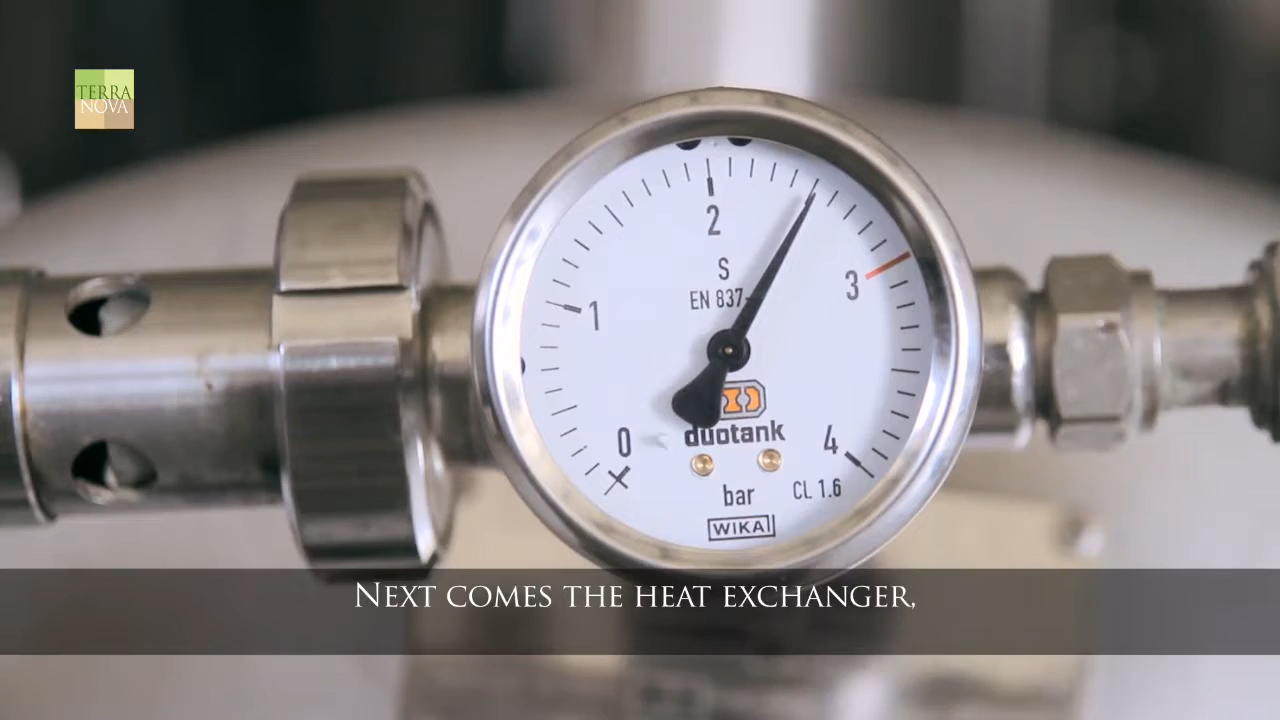 TERRA
NOVA
2
S
EN 837-
1
3
0
duotank
4
bar
CL 1.6
WIKA
NEXT COMES THE HEAT EXCHANGER,